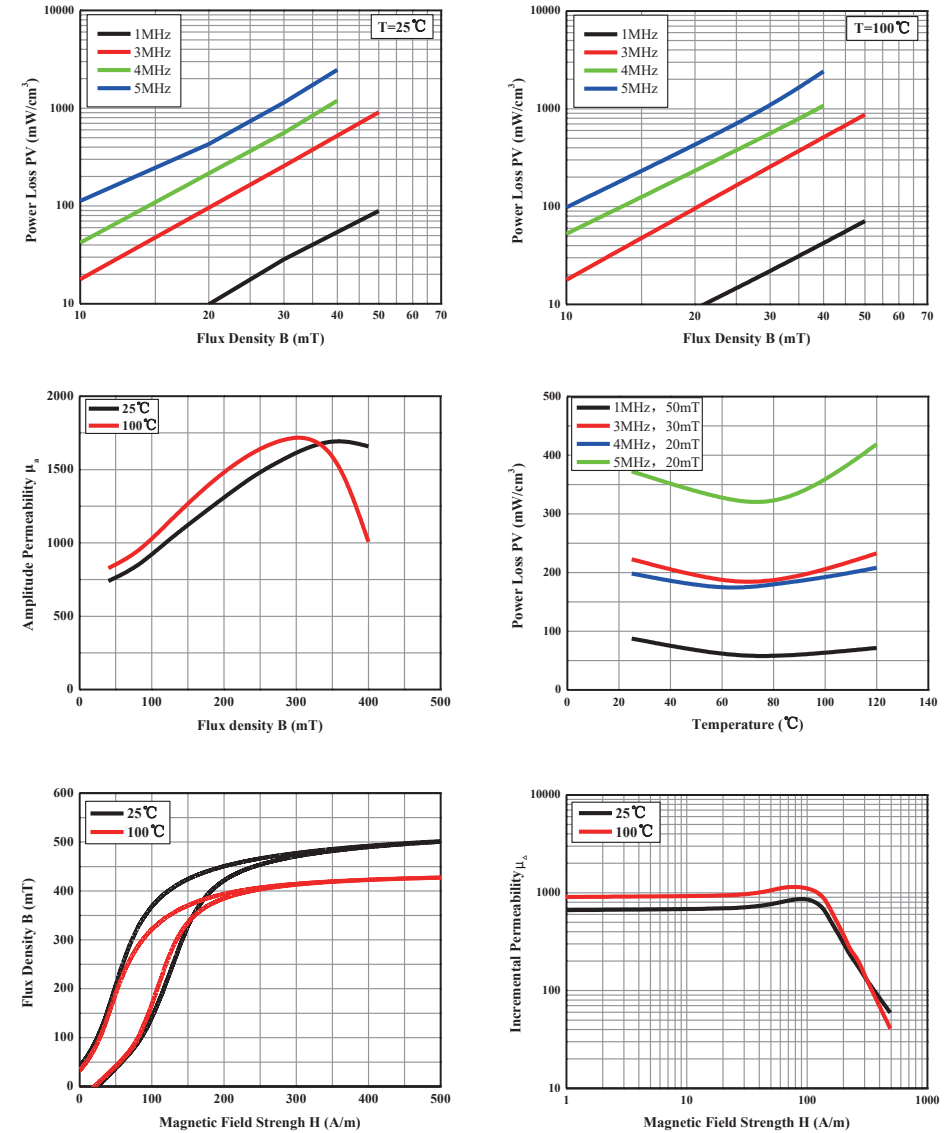 10000
1000
100
10
Power Loss PV (mW/cm³)
1MHz
3MHz
4MHz
5MHz
T=25℃
10 20 30 40 50 60 70
Flux Density B (mT)
10000
1000
100
10
Power Loss PV (mW/cm³)
1MHz
3MHz
4MHz
5MHz
T=100℃
10 20 30 40 50 60 70
Flux Density B (mT)
2000
1500
1000
500
0
Amplitude Permeability μa
25℃
100℃
0 100 200 300 400 500
Flux density B (mT)
500
400
300
200
100
0
Power Loss PV (mW/cm³)
1MHz，50mT
3MHz，30mT
4MHz，20mT
5MHz，20mT
0 20 40 60 80 100 120 140
Temperature (℃)
600
500
400
300
200
100
0
Flux Density B (mT)
25℃
100℃
0 100 200 300 400 500
Magnetic Field Strengh H (A/m)
10000
1000
100
10
Incremental Permeablity μ△
25℃
100℃
1 10 100 1000
Magnetic Field Strength H (A/m)